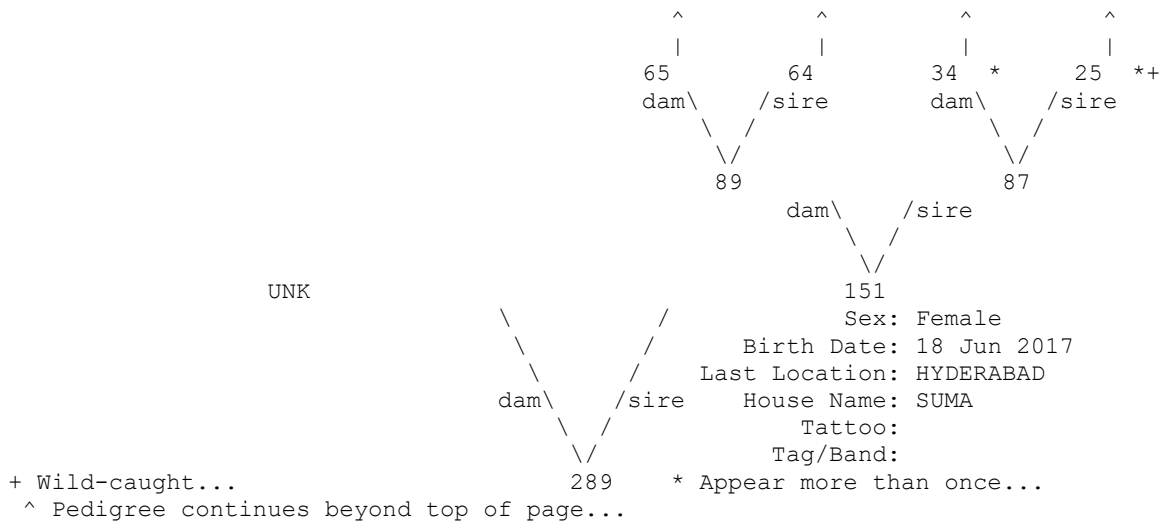 ^ ^ ^ ^
| | | |
65 64 34 * 25 *+
dam\ /sire dam\ /sire
\ / \ /
\/ \/
89 87
dam\ /sire
\ /
\/
UNK 151
\ / Sex: Female
\ / Birth Date: 18 Jun 2017
\ / Last Location: HYDERABAD
dam\ /sire House Name: SUMA
\ / Tattoo:
\/ Tag/Band:
+ Wild-caught... 289 * Appear more than once...
^ Pedigree continues beyond top of page...